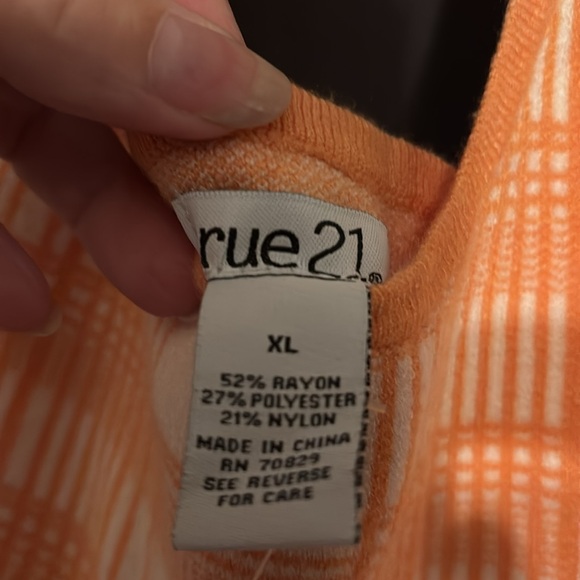 rue21®
XL
52% RAYON
27% POLYESTER
21% NYLON
MADE IN CHINA
RN 70829
SEE REVERSE
FOR CARE